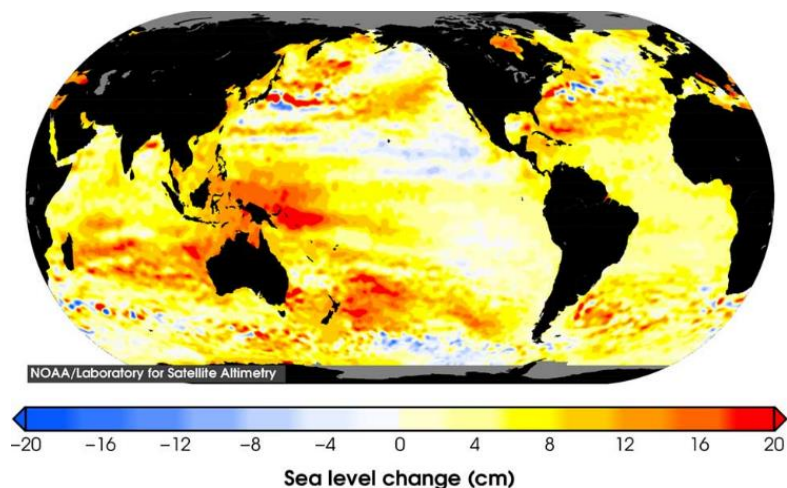 NOAA/Laboratory for Satellite Altimetry
−20 −16 −12 −8 −4 0 4 8 12 16 20
Sea level change (cm)